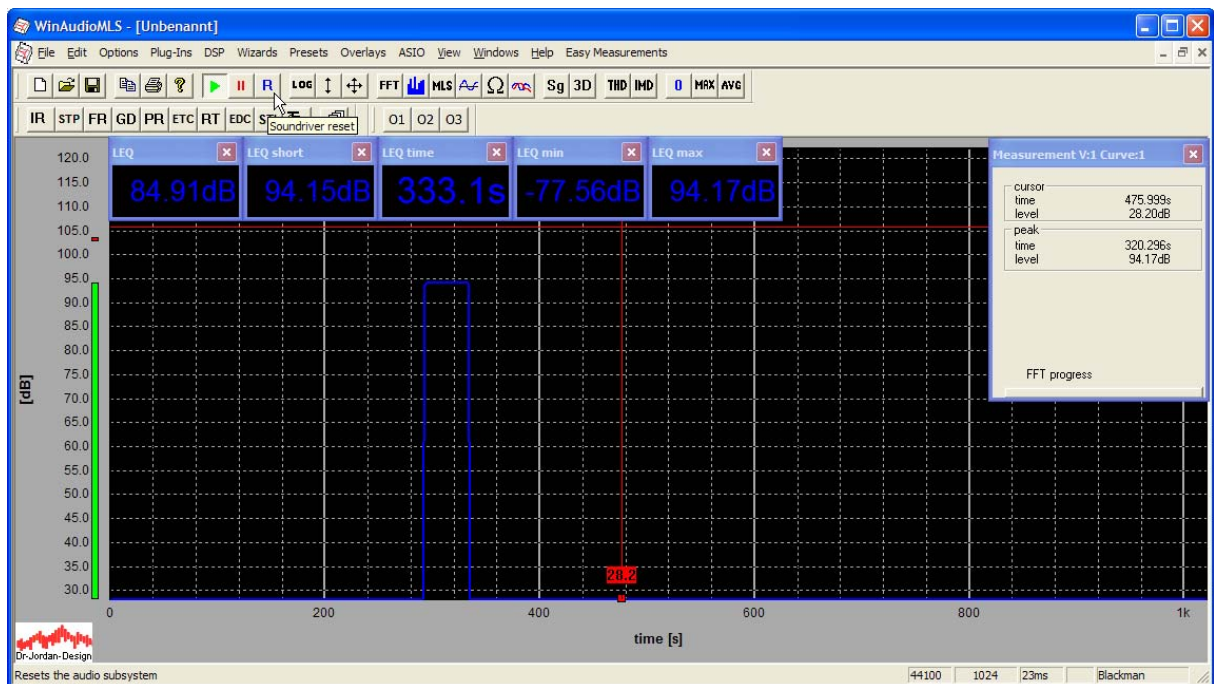 WinAudioMLS - [Unbenannt]
File Edit Options Plug-Ins DSP Wizards Presets Overlays ASIO View Windows Help Easy Measurements
R LOG FFT MLS Ω Sg 3D THD IMD 0 MAX AVG
IR STP FR GD PR ETC RT EDC O1 O2 O3
Soundriver reset
LEQ LEQ short LEQ time LEQ min LEQ max
84.91dB 94.15dB 333.1s -77.56dB 94.17dB
Measurement V:1 Curve:1
cursor
time 475.999s
level 28.20dB
peak
time 320.296s
level 94.17dB
FFT progress
120.0
115.0
110.0
105.0
100.0
95.0
90.0
85.0
80.0
75.0
70.0
65.0
60.0
55.0
50.0
45.0
40.0
35.0
30.0
[dB]
28.2
0 200 400 600 800 1k
time [s]
Dr-Jordan-Design
Resets the audio subsystem 44100 1024 23ms Blackman